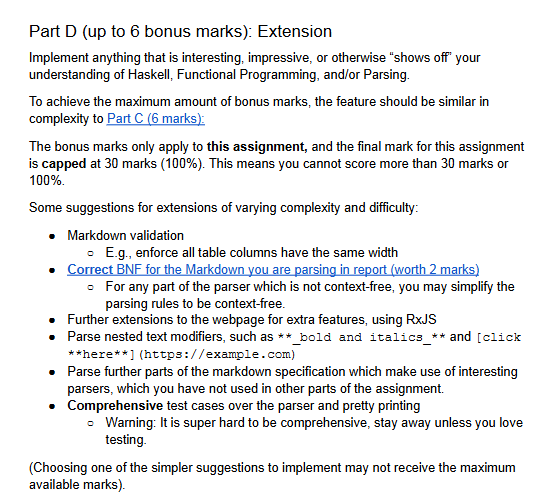 Part D (up to 6 bonus marks): Extension
Implement anything that is interesting, impressive, or otherwise “shows off” your
understanding of Haskell, Functional Programming, and/or Parsing.
To achieve the maximum amount of bonus marks, the feature should be similar in
complexity to Part C (6 marks):
The bonus marks only apply to this assignment, and the final mark for this assignment
is capped at 30 marks (100%). This means you cannot score more than 30 marks or
100%.
Some suggestions for extensions of varying complexity and difficulty:
● Markdown validation
○ E.g., enforce all table columns have the same width
● Correct BNF for the Markdown you are parsing in report (worth 2 marks)
○ For any part of the parser which is not context-free, you may simplify the
parsing rules to be context-free.
● Further extensions to the webpage for extra features, using RxJS
● Parse nested text modifiers, such as **_bold and italics_** and [click
**here**](https://example.com)
● Parse further parts of the markdown specification which make use of interesting
parsers, which you have not used in other parts of the assignment.
● Comprehensive test cases over the parser and pretty printing
○ Warning: It is super hard to be comprehensive, stay away unless you love
testing.
(Choosing one of the simpler suggestions to implement may not receive the maximum
available marks).